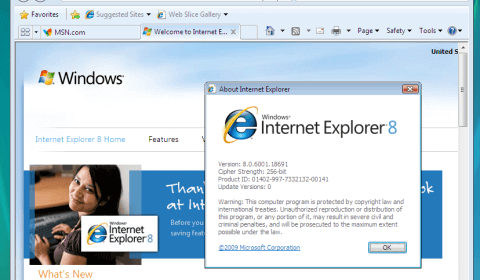 Favorites Suggested Sites Web Slice Gallery
MSN.com Welcome to Internet E... Page Safety Tools
United S
Windows
Internet Explorer 8 Home Features
About Internet Explorer
Windows
Internet Explorer 8
Version: 8.0.6001.18691
Cipher Strength: 256-bit
Product ID: 01402-997-7332132-00141
Update Versions: 0
Warning: This computer program is protected by copyright law and
international treaties. Unauthorized reproduction or distribution of
this program, or any portion of it, may result in severe civil and
criminal penalties, and will be prosecuted to the maximum extent
possible under the law.
©2009 Microsoft Corporation
OK
Than
ok
at Int
Before you
saving featu
Windows
Internet Explorer 8
What's New